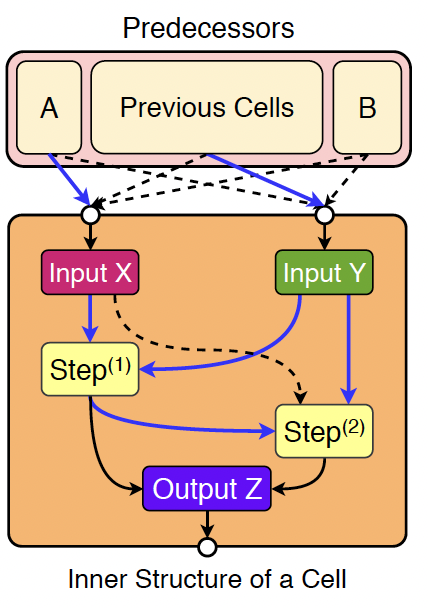 Predecessors
A
Previous Cells
B
Input X
Input Y
Step⁽¹⁾
Step⁽²⁾
Output Z
Inner Structure of a Cell